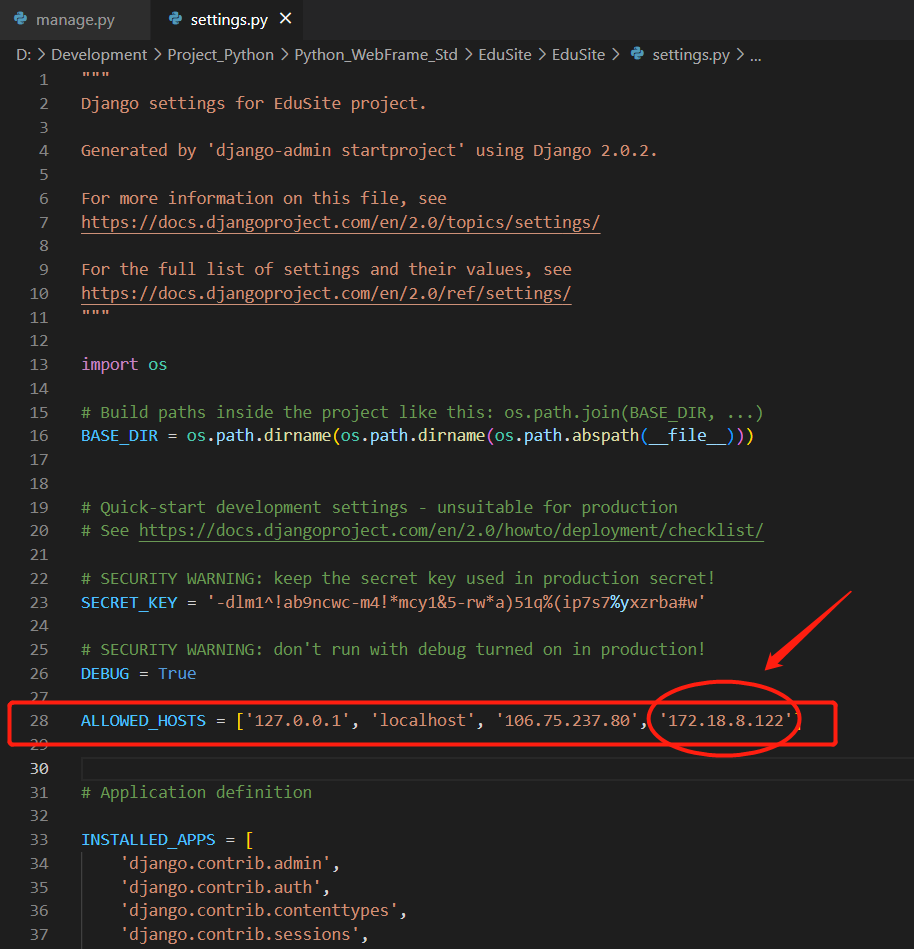 manage.py settings.py
D: > Development > Project_Python > Python_WebFrame_Std > EduSite > EduSite > settings.py > ...
1 """
2 Django settings for EduSite project.
3
4 Generated by 'django-admin startproject' using Django 2.0.2.
5
6 For more information on this file, see
7 https://docs.djangoproject.com/en/2.0/topics/settings/
8
9 For the full list of settings and their values, see
10 https://docs.djangoproject.com/en/2.0/ref/settings/
11 """
12
13 import os
14
15 # Build paths inside the project like this: os.path.join(BASE_DIR, ...)
16 BASE_DIR = os.path.dirname(os.path.dirname(os.path.abspath(__file__)))
17
18
19 # Quick-start development settings - unsuitable for production
20 # See https://docs.djangoproject.com/en/2.0/howto/deployment/checklist/
21
22 # SECURITY WARNING: keep the secret key used in production secret!
23 SECRET_KEY = '-dlm1^!ab9ncwc-m4!*mcy1&5-rw*a)51q%(ip7s7%yxzrba#w'
24
25 # SECURITY WARNING: don't run with debug turned on in production!
26 DEBUG = True
27
28 ALLOWED_HOSTS = ['127.0.0.1', 'localhost', '106.75.237.80', '172.18.8.122']
29
30
31 # Application definition
32
33 INSTALLED_APPS = [
34 'django.contrib.admin',
35 'django.contrib.auth',
36 'django.contrib.contenttypes',
37 'django.contrib.sessions',